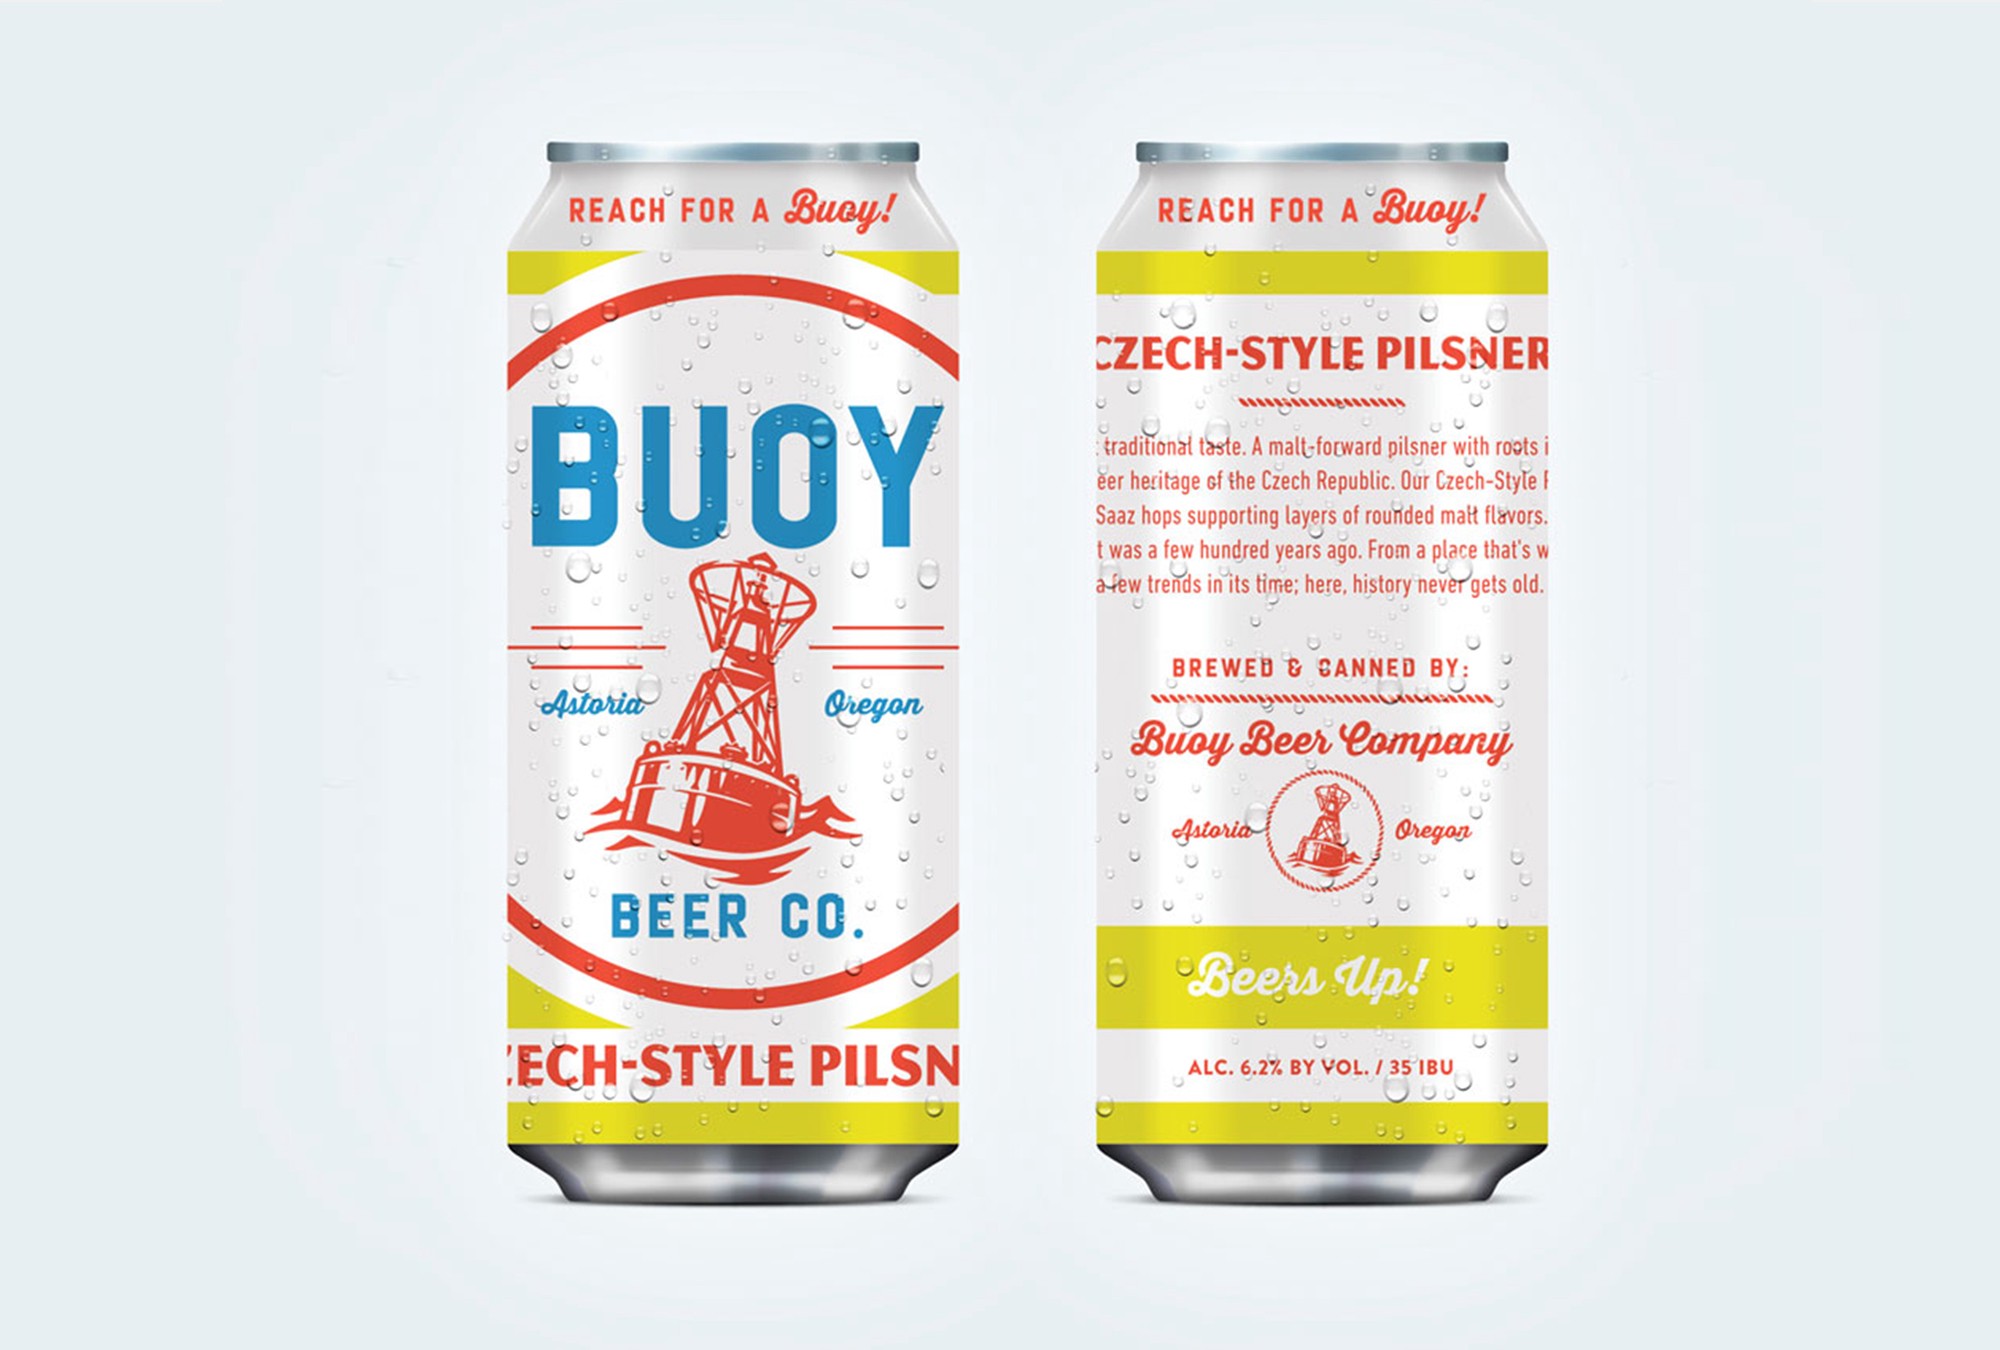 REACH FOR A Buoy!
BUOY
Astoria Oregon
BEER CO.
ZECH-STYLE PILSN
REACH FOR A Buoy!
CZECH-STYLE PILSNER
traditional taste. A malt-forward pilsner with roots i
eer heritage of the Czech Republic. Our Czech-Style P
Saaz hops supporting layers of rounded malt flavors.
t was a few hundred years ago. From a place that's w
a few trends in its time; here, history never gets old.
BREWED & CANNED BY:
Buoy Beer Company
Astoria Oregon
Beers Up!
ALC. 6.2% BY VOL. / 35 IBU